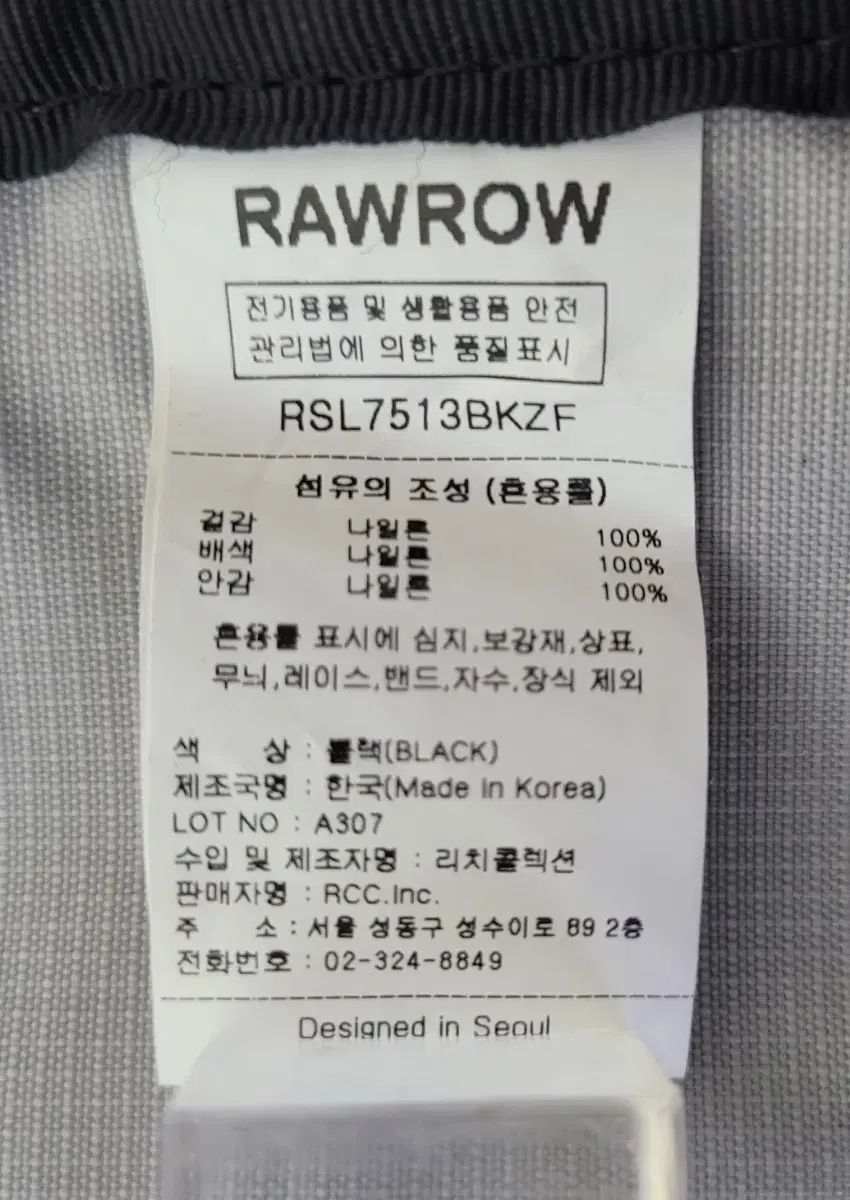 RAWROW
전기용품 및 생활용품 안전
관리법에 의한 품질표시
RSL7513BKZF
섬유의 조성 (혼용률)
겉감 나일론 100%
배색 나일론 100%
안감 나일론 100%
혼용률 표시에 심지,보강재,상표,
무늬,레이스,밴드,자수,장식 제외
색 상 : 블랙(BLACK)
제조국명 : 한국(Made In Korea)
LOT NO : A307
수입 및 제조자명 : 리치콜렉션
판매자명 : RCC.Inc.
주 소 : 서울 성동구 성수이로 89 2층
전화번호 : 02-324-8849
Designed in Seoul